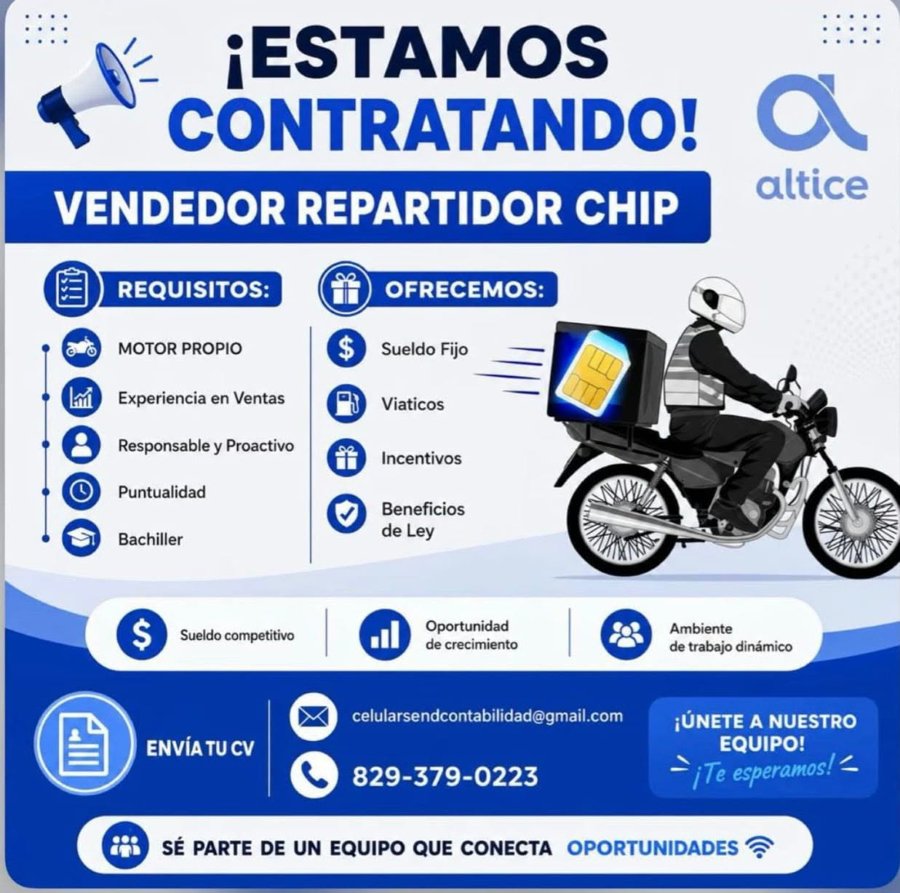 ¡ESTAMOS
CONTRATANDO!
altice
VENDEDOR REPARTIDOR CHIP
REQUISITOS:
MOTOR PROPIO
Experiencia en Ventas
Responsable y Proactivo
Puntualidad
Bachiller
OFRECEMOS:
Sueldo Fijo
Viaticos
Incentivos
Beneficios
de Ley
Sueldo competitivo
Oportunidad
de crecimiento
Ambiente
de trabajo dinámico
ENVÍA TU CV
celularsendcontabilidad@gmail.com
829-379-0223
¡ÚNETE A NUESTRO
EQUIPO!
¡Te esperamos!
SÉ PARTE DE UN EQUIPO QUE CONECTA OPORTUNIDADES